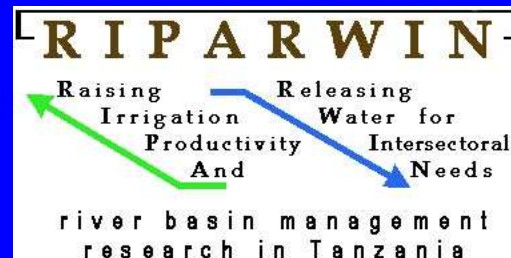 RIPARWIN
Raising Releasing
Irrigation Water for
Productivity Intersectoral
And Needs
river basin management
research in Tanzania